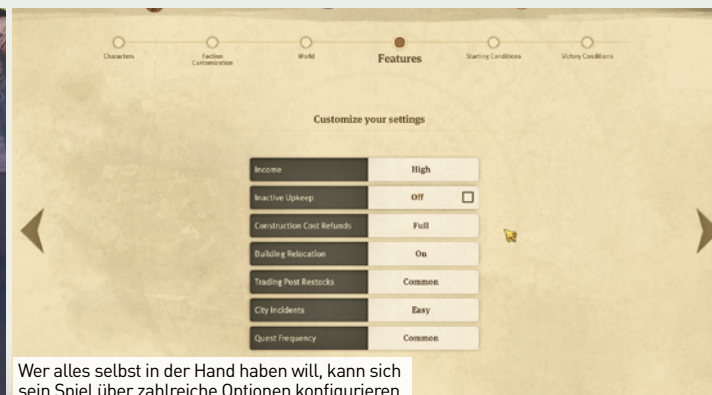 Characters
Faction
Customization
World
Features
Starting Conditions
Victory Conditions
Customize your settings
Income High
Inactive Upkeep Off
Construction Cost Refunds Full
Building Relocation On
Trading Post Restocks Common
City Incidents Easy
Quest Frequency Common
Wer alles selbst in der Hand haben will, kann sich
sein Spiel über zahlreiche Optionen konfigurieren.